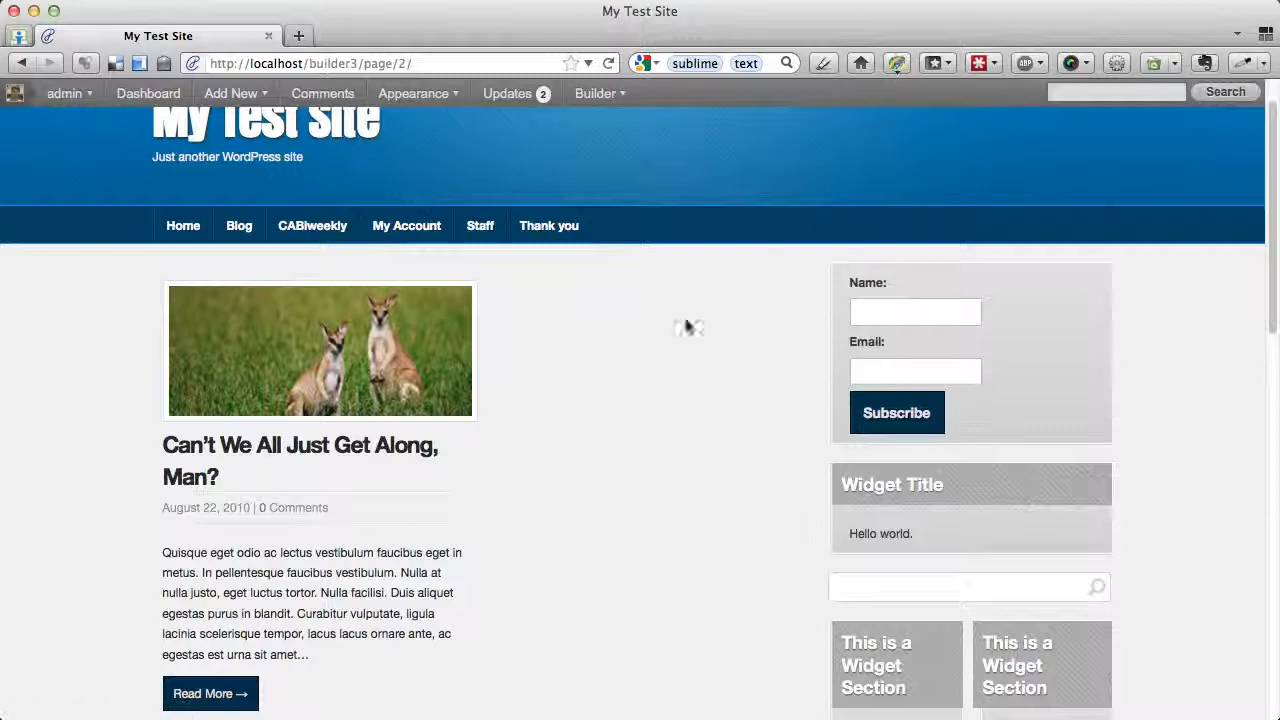 My Test Site
My Test Site
http://localhost/builder3/page/2/
sublime text
ABP
admin Dashboard Add New Comments Appearance Updates 2 Builder Search
My Test Site
Just another WordPress site
Home Blog CABIweekly My Account Staff Thank you
Can't We All Just Get Along,
Man?
August 22, 2010 | 0 Comments
Quisque eget odio ac lectus vestibulum faucibus eget in
metus. In pellentesque faucibus vestibulum. Nulla at
nulla justo, eget luctus tortor. Nulla facilisi. Duis aliquet
egestas purus in blandit. Curabitur vulputate, ligula
lacinia scelerisque tempor, lacus lacus ornare ante, ac
egestas est urna sit amet…
Read More →
Name:
Email:
Subscribe
Widget Title
Hello world.
This is a
Widget
Section
This is a
Widget
Section